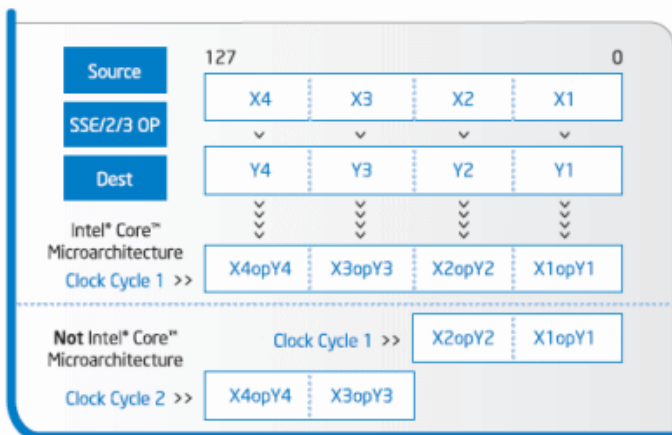 127 0
Source
X4 X3 X2 X1
SSE/2/3 OP
Dest
Y4 Y3 Y2 Y1
Intel® Core™
Microarchitecture
Clock Cycle 1 >>
X4opY4 X3opY3 X2opY2 X1opY1
Not Intel® Core™
Microarchitecture
Clock Cycle 1 >>
X2opY2 X1opY1
Clock Cycle 2 >>
X4opY4 X3opY3